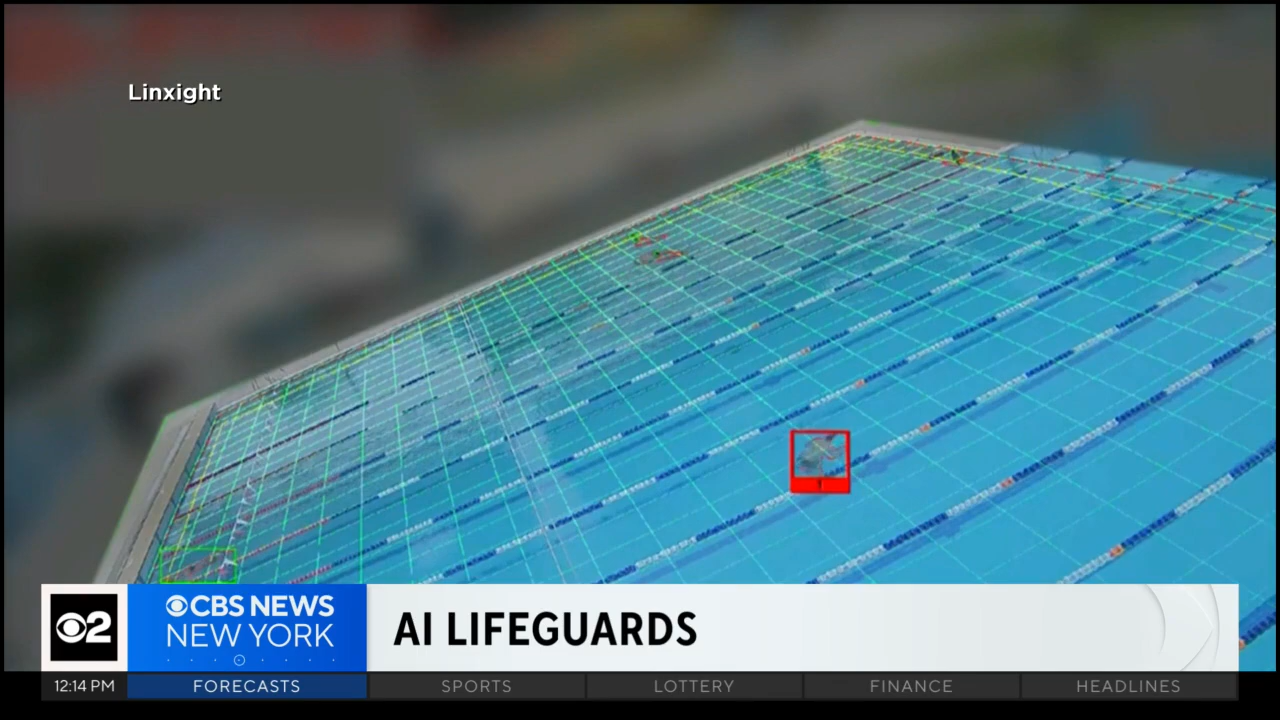 Linxight
2
CBS NEWS
NEW YORK
AI LIFEGUARDS
12:14 PM
FORECASTS
SPORTS
LOTTERY
FINANCE
HEADLINES